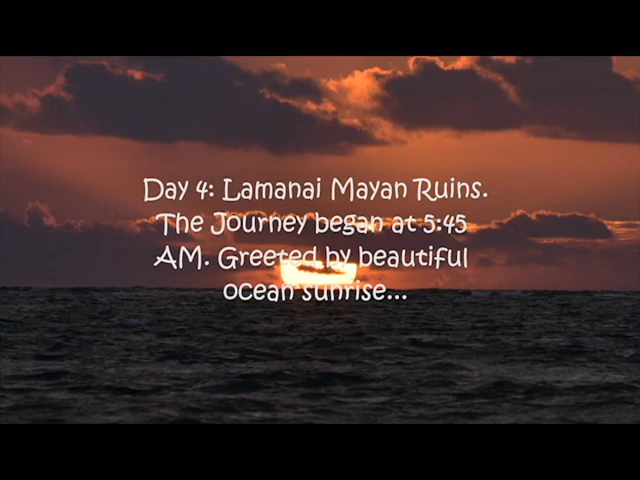 Day 4: Lamanai Mayan Ruins.
The Journey began at 5:45
AM. Greeted by beautiful
ocean sunrise...